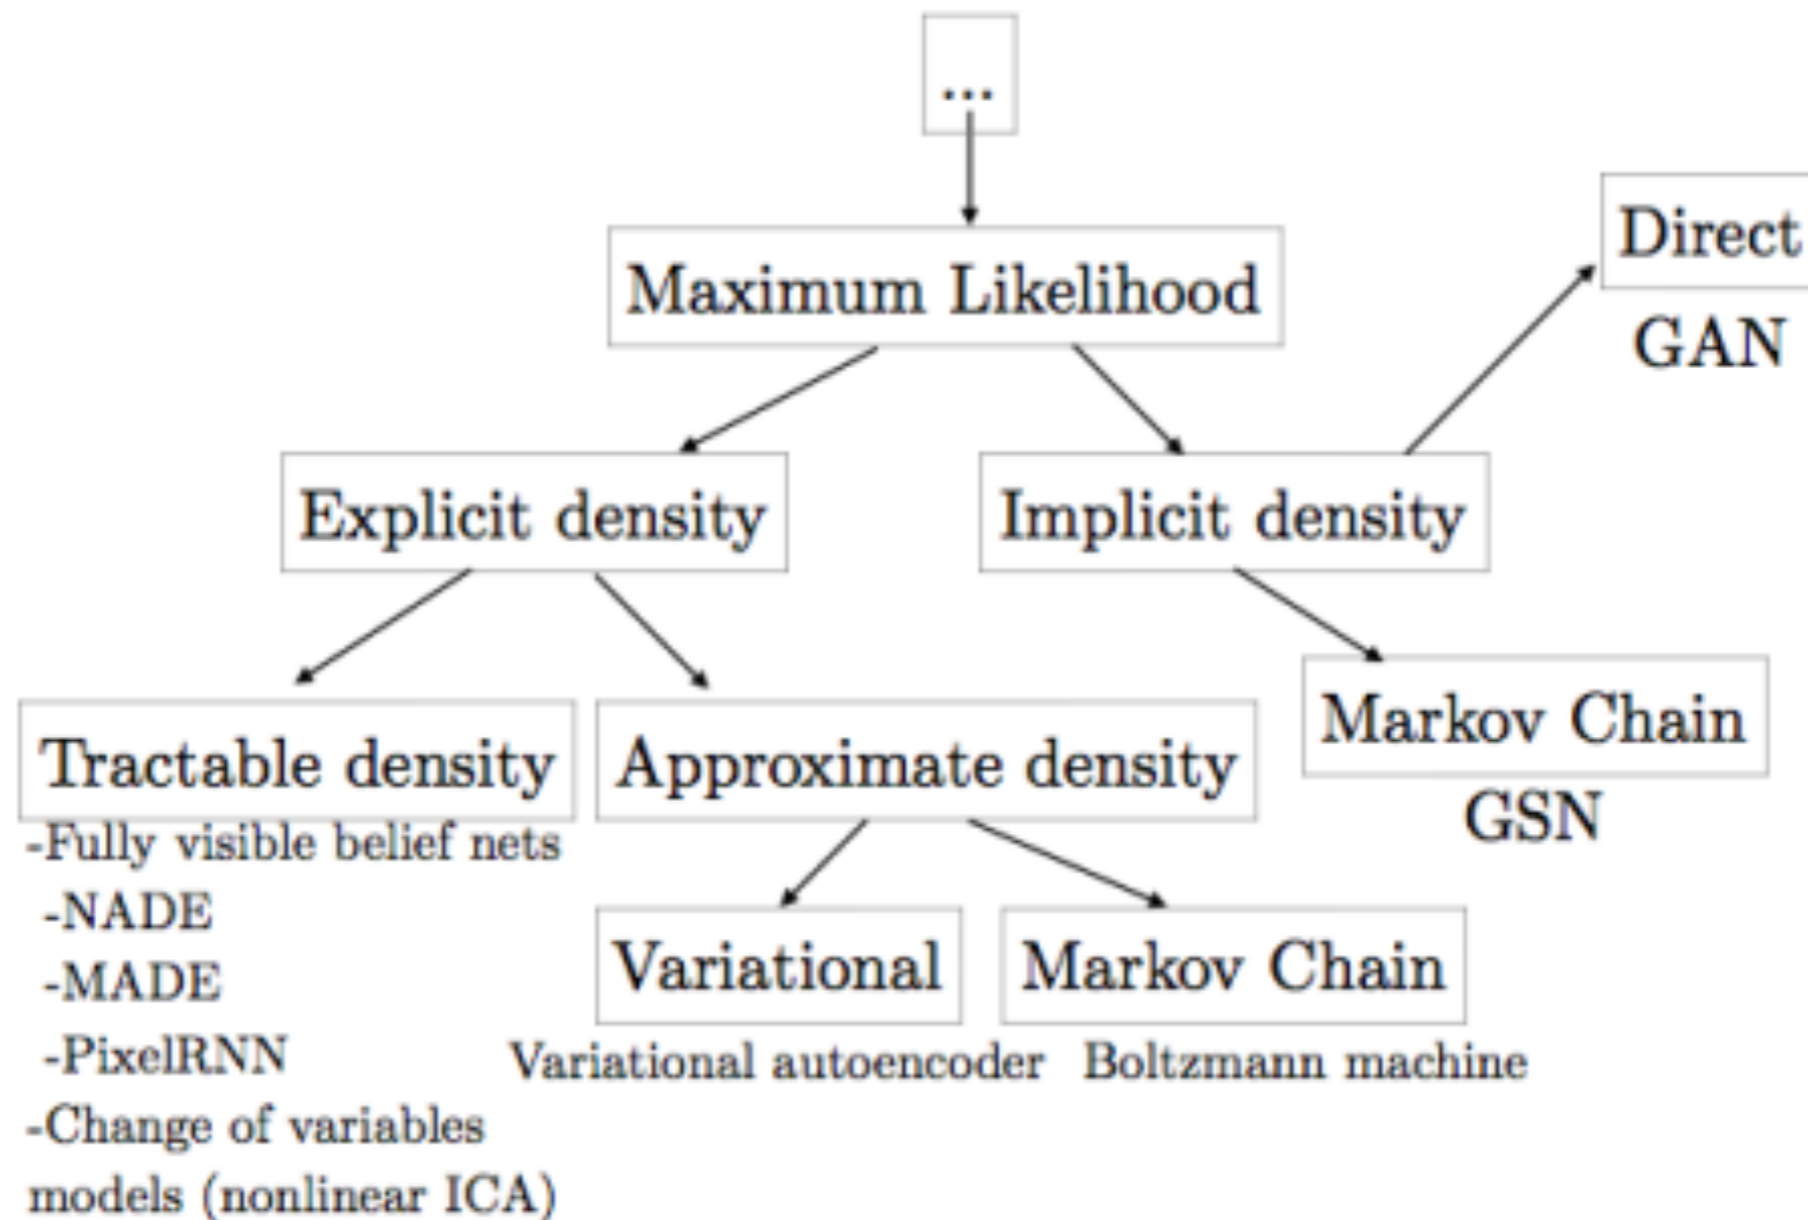 ...
Maximum Likelihood
Direct
GAN
Explicit density
Implicit density
Tractable density
-Fully visible belief nets
-NADE
-MADE
-PixelRNN
-Change of variables
models (nonlinear ICA)
Approximate density
Variational
Variational autoencoder
Markov Chain
Boltzmann machine
Markov Chain
GSN